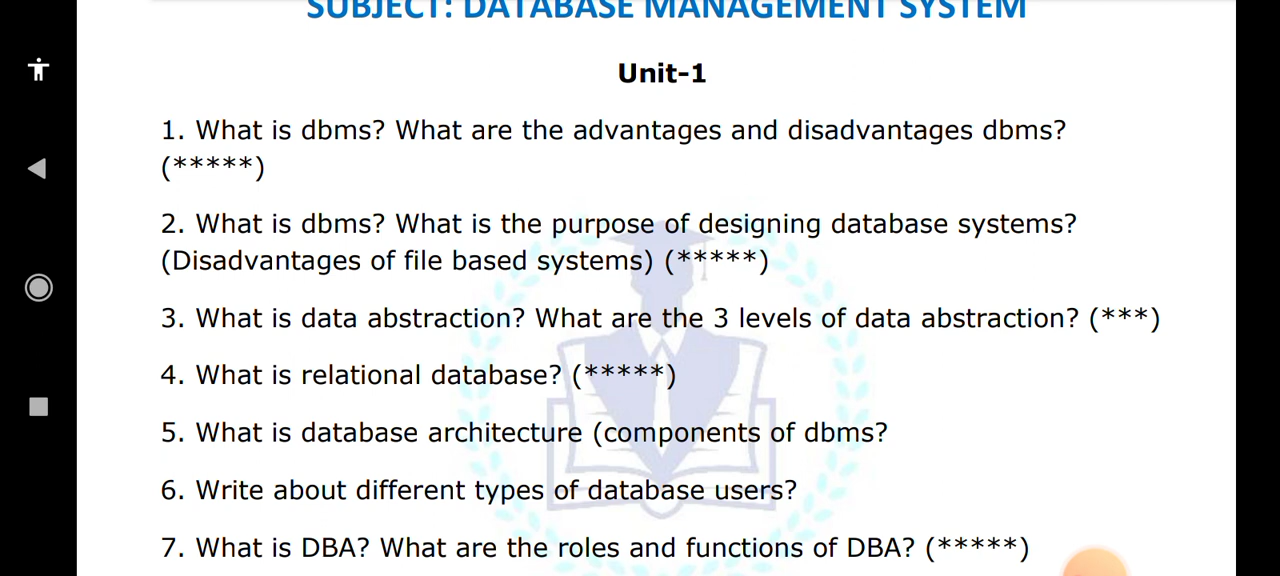 SUBJECT: DATABASE MANAGEMENT SYSTEM
Unit-1
1. What is dbms? What are the advantages and disadvantages dbms?
(*****)
2. What is dbms? What is the purpose of designing database systems?
(Disadvantages of file based systems) (*****)
3. What is data abstraction? What are the 3 levels of data abstraction? (***)
4. What is relational database? (*****)
5. What is database architecture (components of dbms?
6. Write about different types of database users?
7. What is DBA? What are the roles and functions of DBA? (*****)